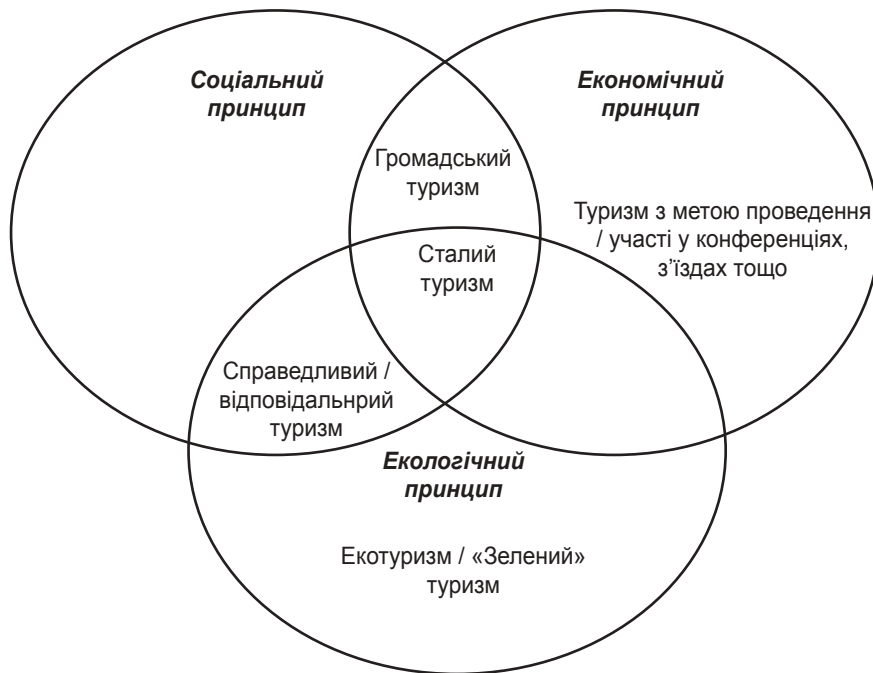 Соціальний
принцип
Економічний
принцип
Громадський
туризм
Туризм з метою проведення
/ участі у конференціях,
з’їздах тощо
Сталий
туризм
Справедливий /
відповідальнрий
туризм
Екологічний
принцип
Екотуризм / «Зелений»
туризм